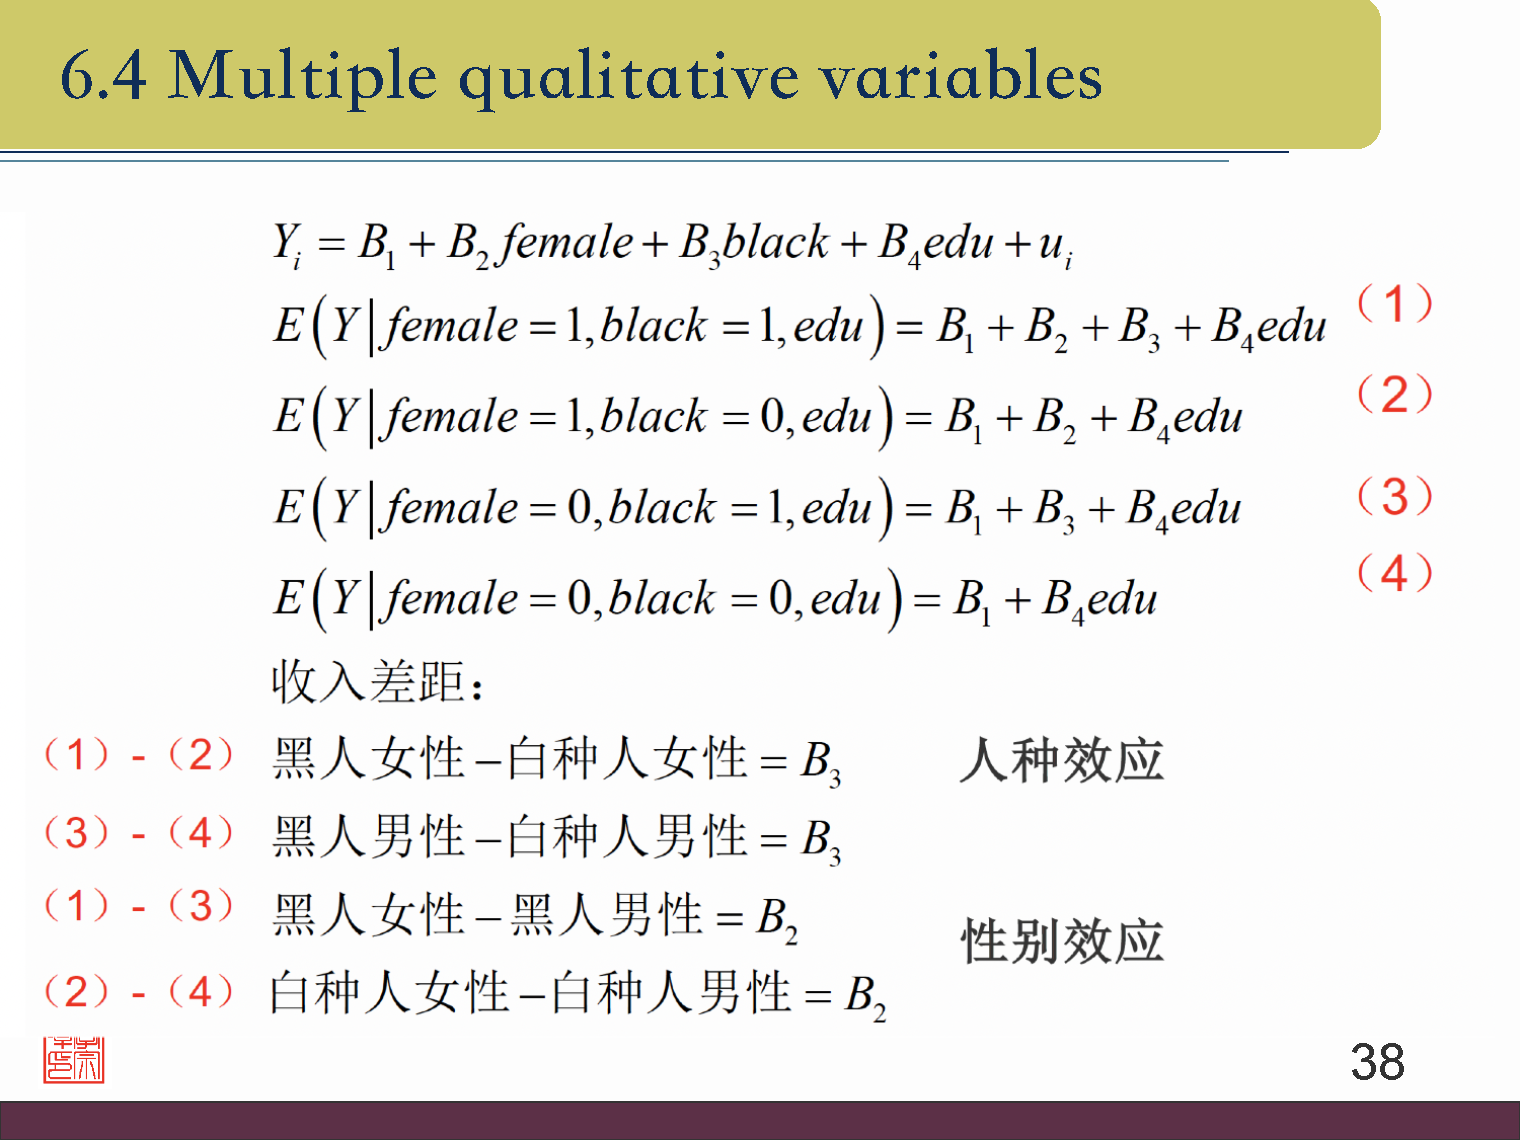 6.4 Multiple qualitative variables
Y_i = B_1 + B_2 female + B_3 black + B_4 edu + u_i
E(Y|female = 1, black = 1, edu) = B_1 + B_2 + B_3 + B_4 edu （1）
E(Y|female = 1, black = 0, edu) = B_1 + B_2 + B_4 edu （2）
E(Y|female = 0, black = 1, edu) = B_1 + B_3 + B_4 edu （3）
E(Y|female = 0, black = 0, edu) = B_1 + B_4 edu （4）
收入差距：
（1）-（2） 黑人女性－白种人女性 = B_3 人种效应
（3）-（4） 黑人男性－白种人男性 = B_3
（1）-（3） 黑人女性－黑人男性 = B_2 性别效应
（2）-（4） 白种人女性－白种人男性 = B_2
38